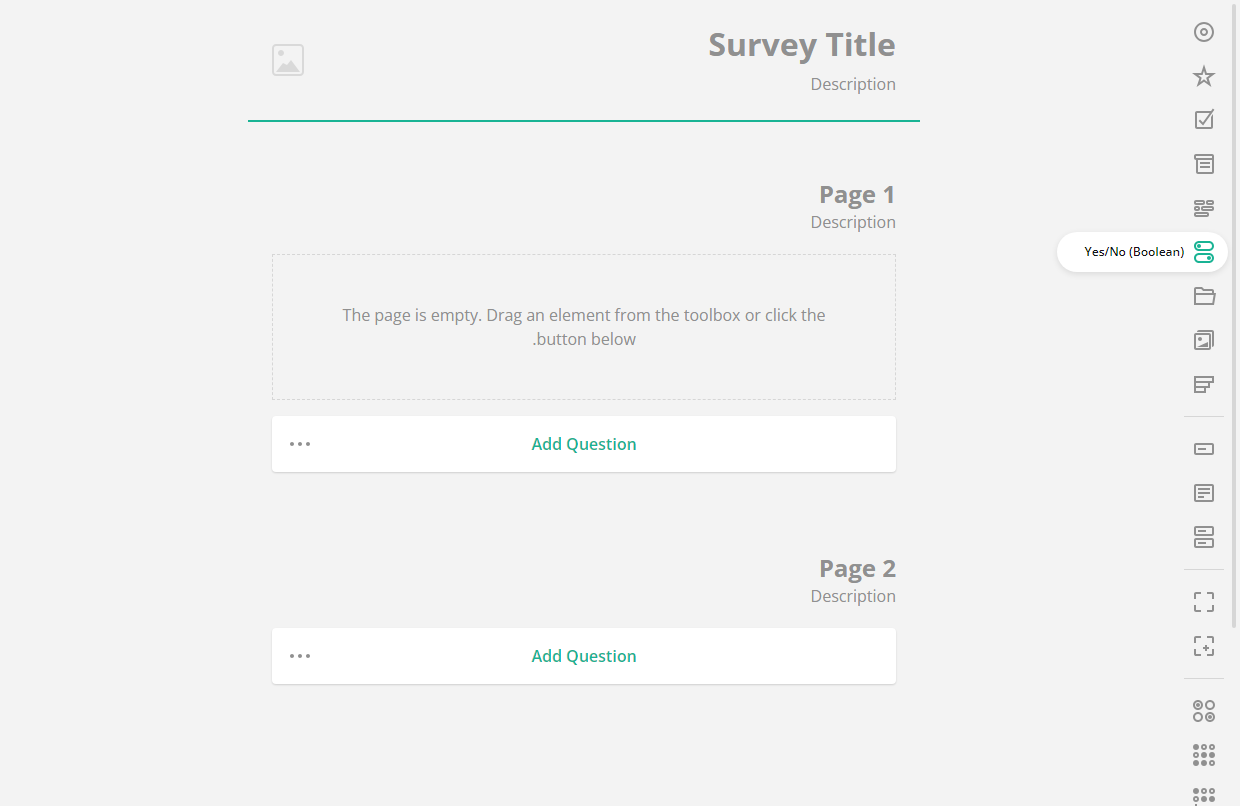 Survey Title
Description
Page 1
Description
Yes/No (Boolean)
The page is empty. Drag an element from the toolbox or click the
.button below
Add Question
Page 2
Description
Add Question